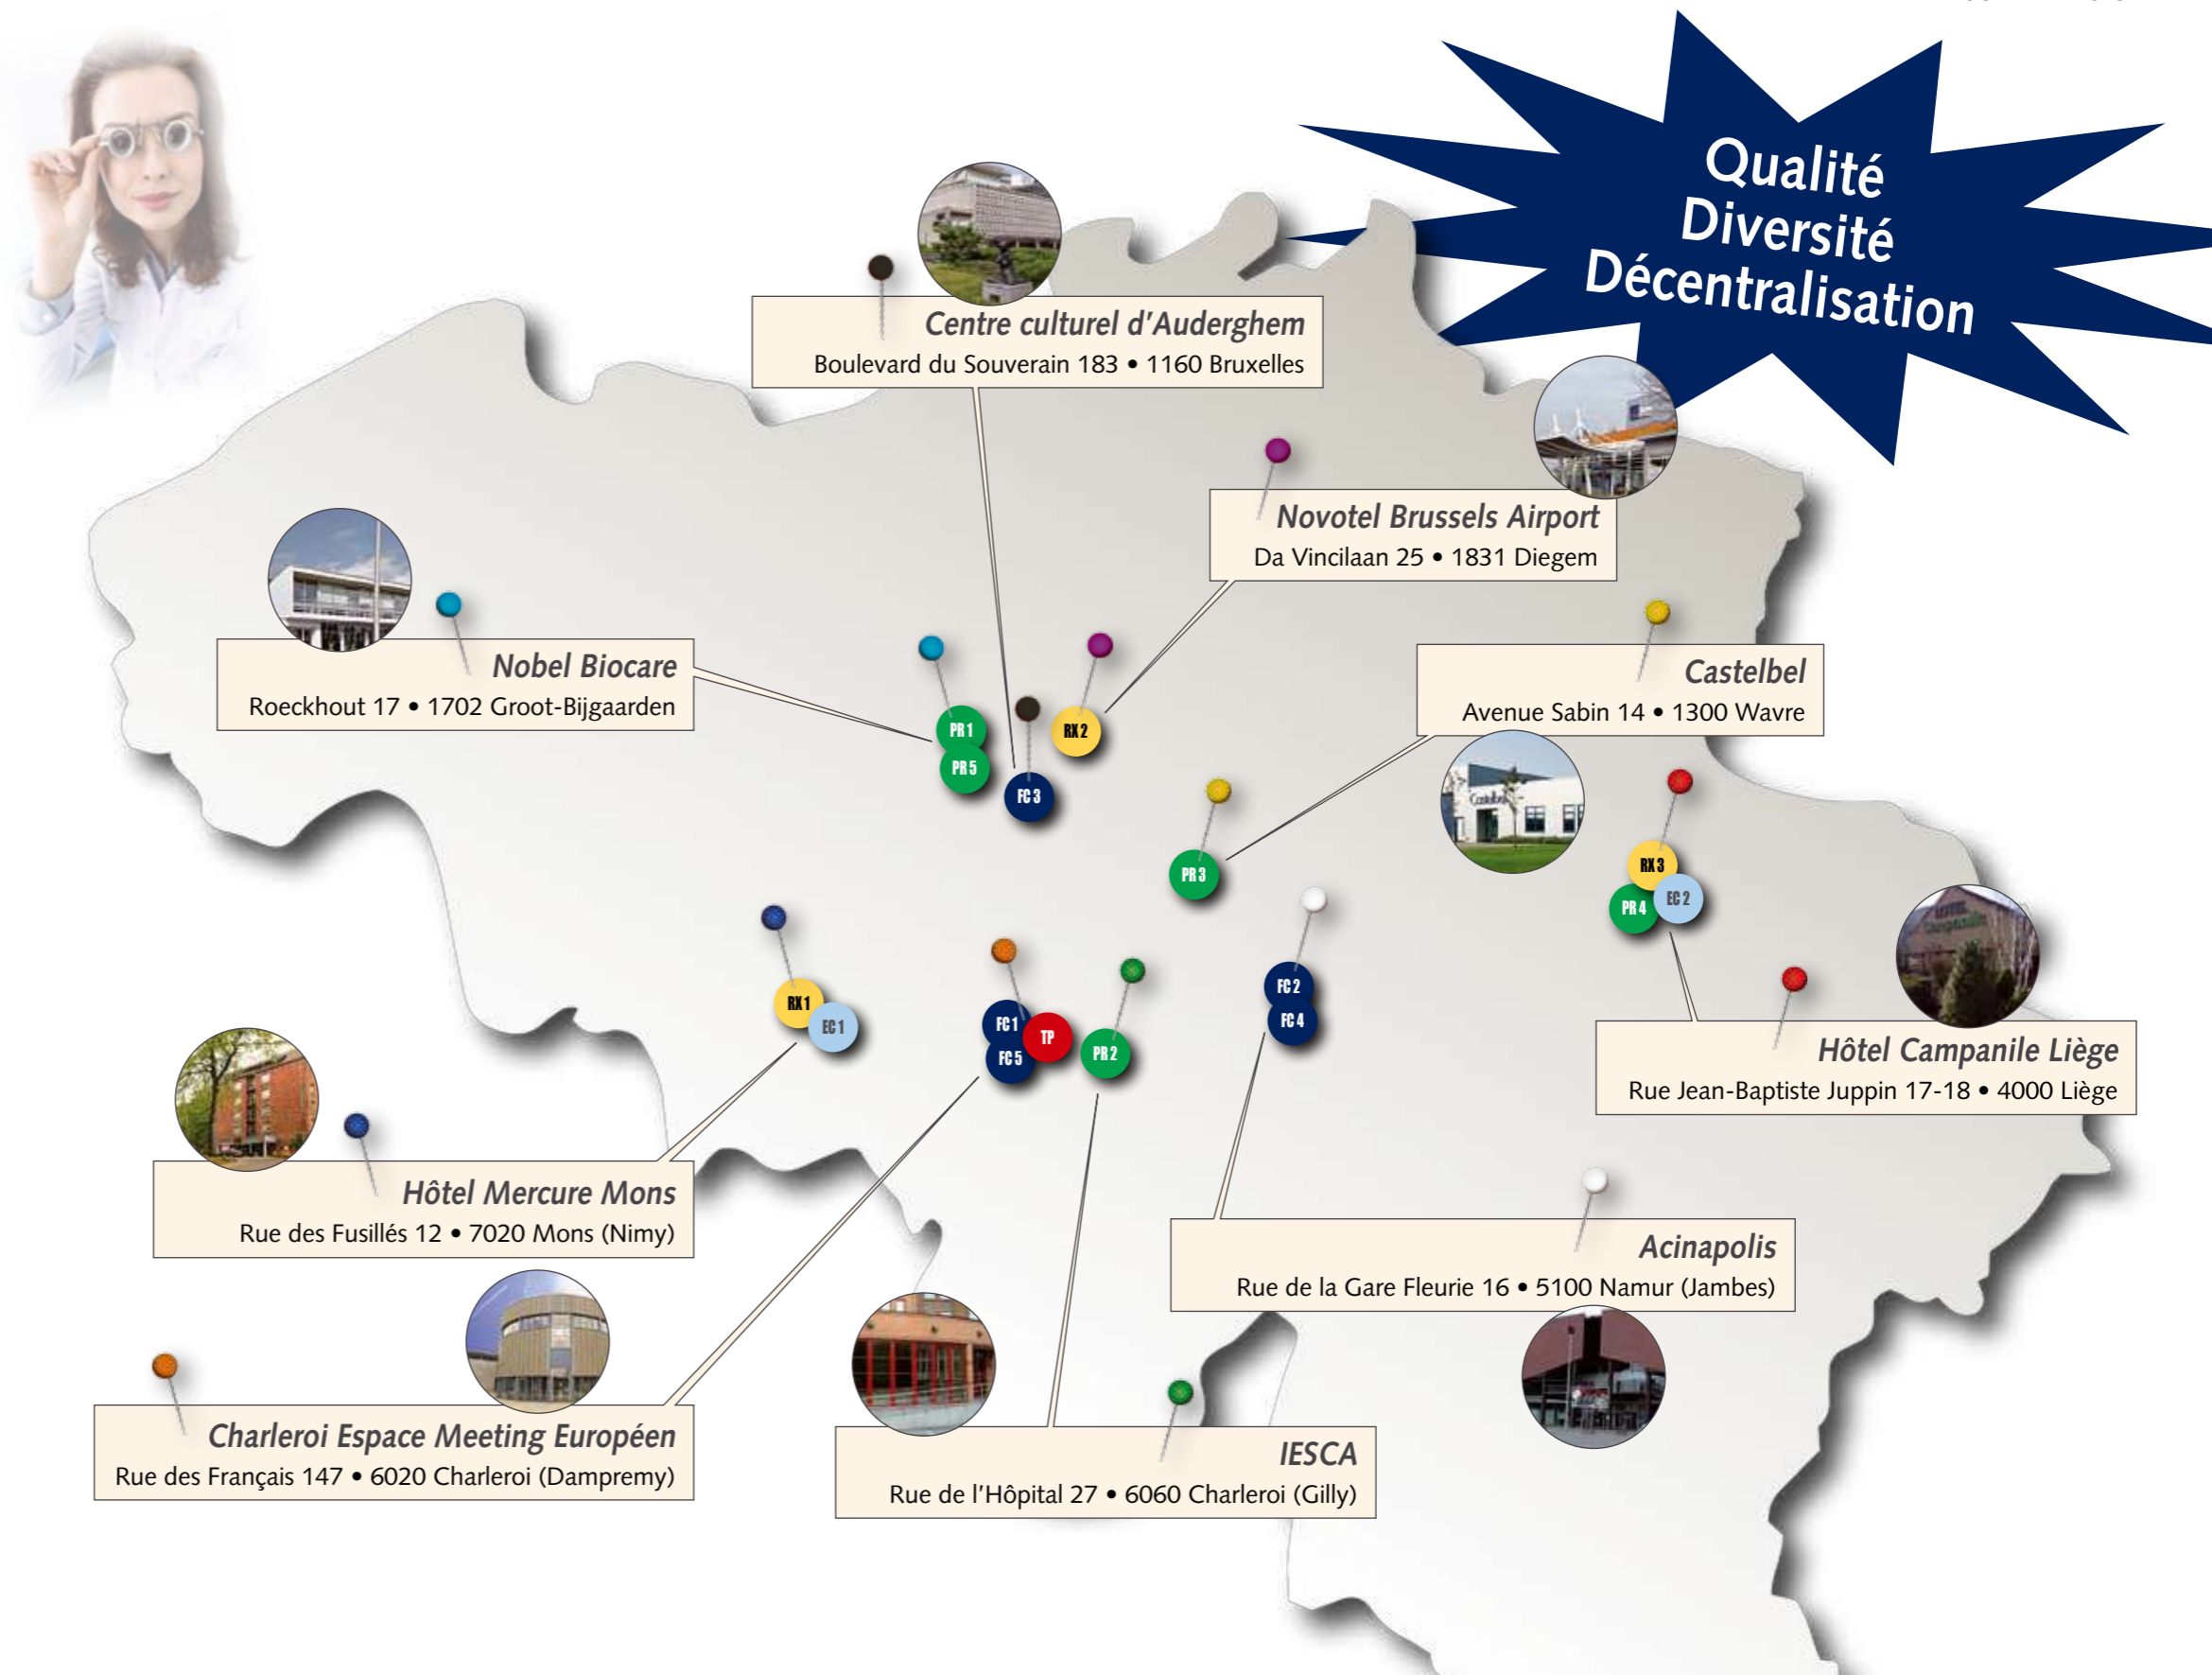 Qualité
Diversité
Décentralisation
Centre culturel d'Auderghem
Boulevard du Souverain 183 • 1160 Bruxelles
Novotel Brussels Airport
Da Vincilaan 25 • 1831 Diegem
Nobel Biocare
Roeckhout 17 • 1702 Groot-Bijgaarden
Castelbel
Avenue Sabin 14 • 1300 Wavre
Castelbel
PR 1
PR 5
FC 3
RX 2
PR 3
RX 3
EC 2
PR 4
RX 1
EC 1
FC 1
FC 5
TP
PR 2
FC 2
FC 4
Campanile
Hôtel Campanile Liège
Rue Jean-Baptiste Juppin 17-18 • 4000 Liège
Hôtel Mercure Mons
Rue des Fusillés 12 • 7020 Mons (Nimy)
Acinapolis
Rue de la Gare Fleurie 16 • 5100 Namur (Jambes)
Charleroi Espace Meeting Européen
Rue des Français 147 • 6020 Charleroi (Dampremy)
IESCA
Rue de l'Hôpital 27 • 6060 Charleroi (Gilly)